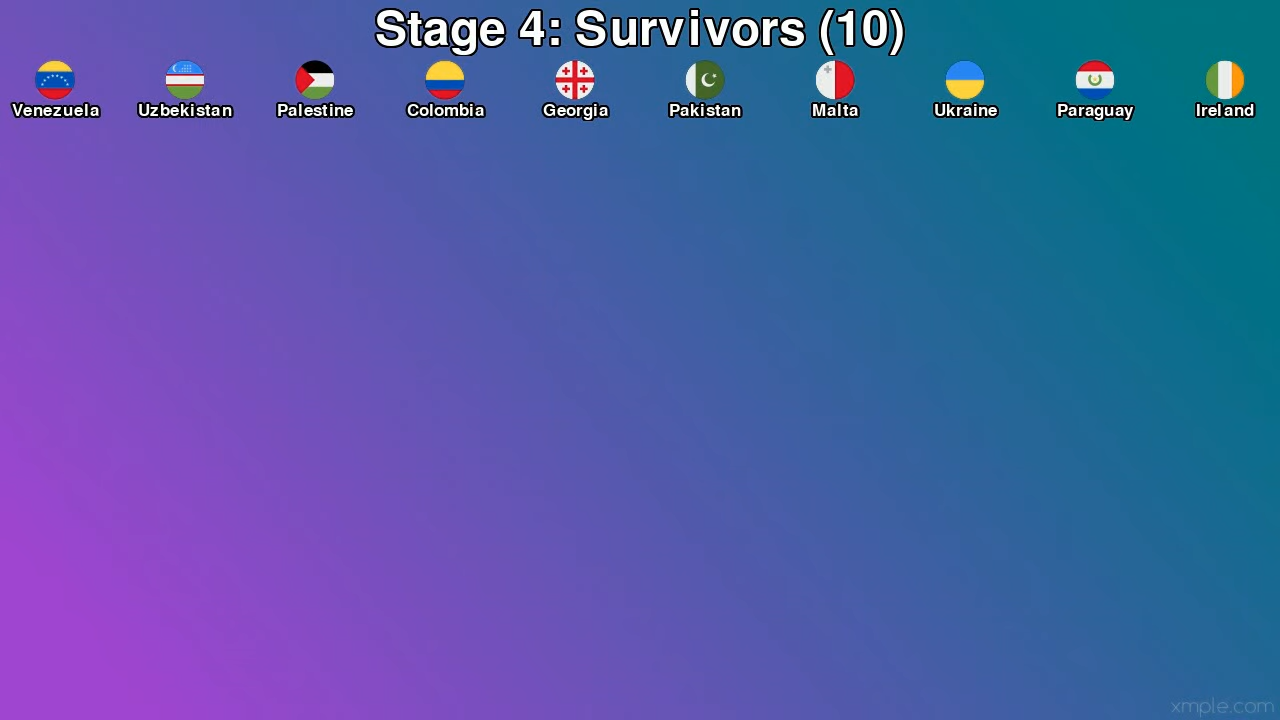 Stage 4: Survivors (10)
Venezuela Uzbekistan Palestine Colombia Georgia Pakistan Malta Ukraine Paraguay Ireland
xmple.com